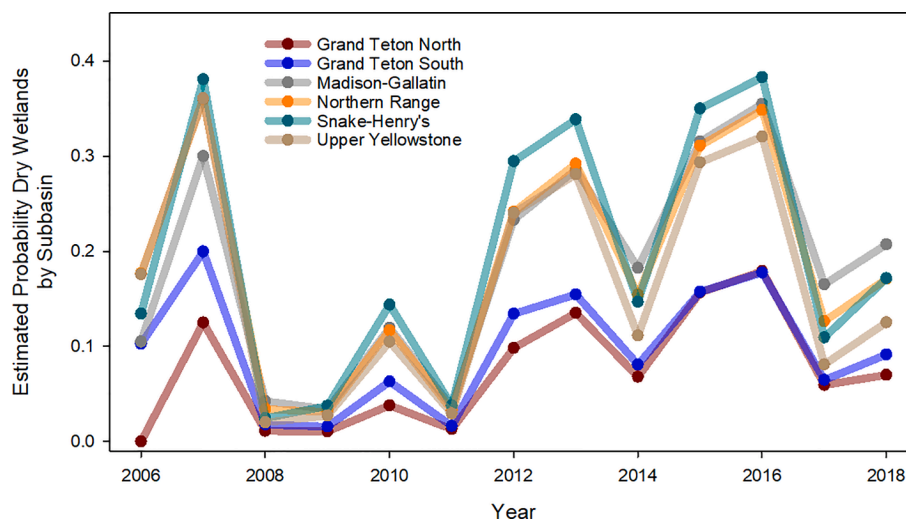 Estimated Probability Dry Wetlands
by Subbasin
0.4
0.3
0.2
0.1
0.0
Grand Teton North
Grand Teton South
Madison-Gallatin
Northern Range
Snake-Henry's
Upper Yellowstone
2006
2008
2010
2012
2014
2016
2018
Year